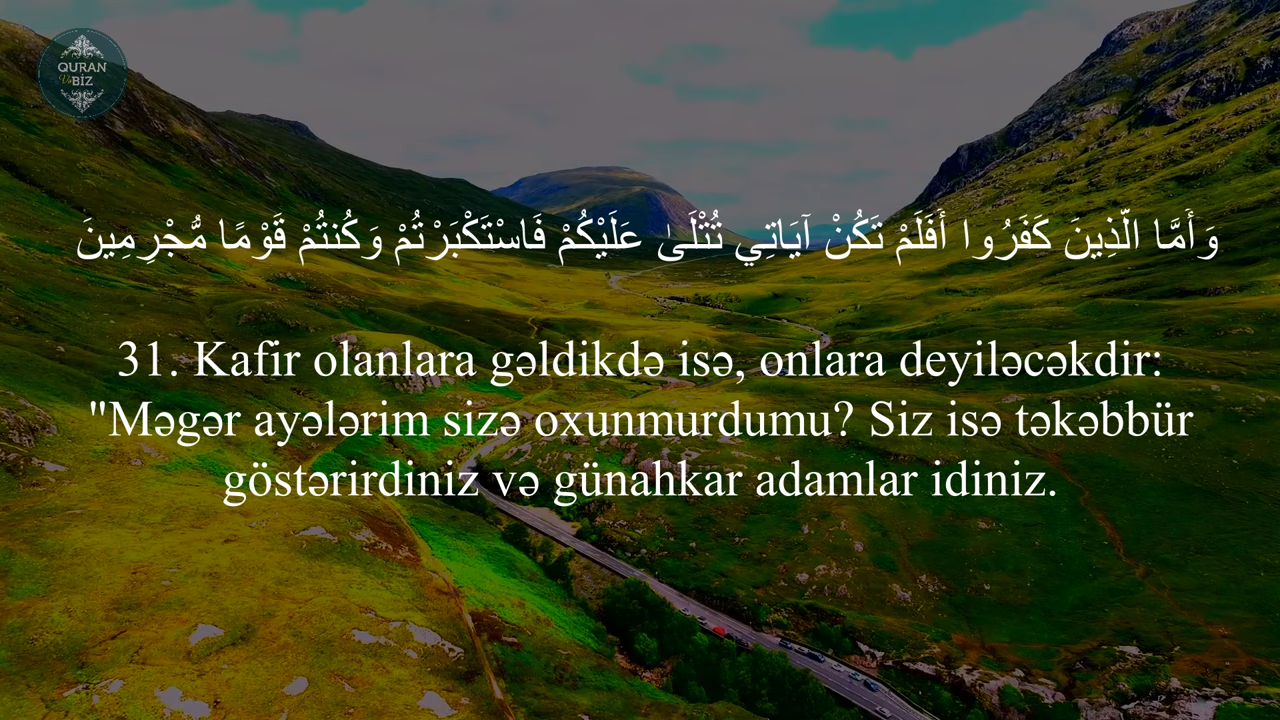 QURAN
Və BİZ
وَأَمَّا الَّذِينَ كَفَرُوا أَفَلَمْ تَكُنْ آيَاتِي تُتْلَىٰ عَلَيْكُمْ فَاسْتَكْبَرْتُمْ وَكُنتُمْ قَوْمًا مُّجْرِمِينَ
31. Kafir olanlara gəldikdə isə, onlara deyiləcəkdir:
"Məgər ayələrim sizə oxunmurdumu? Siz isə təkəbbür
göstərirdiniz və günahkar adamlar idiniz.